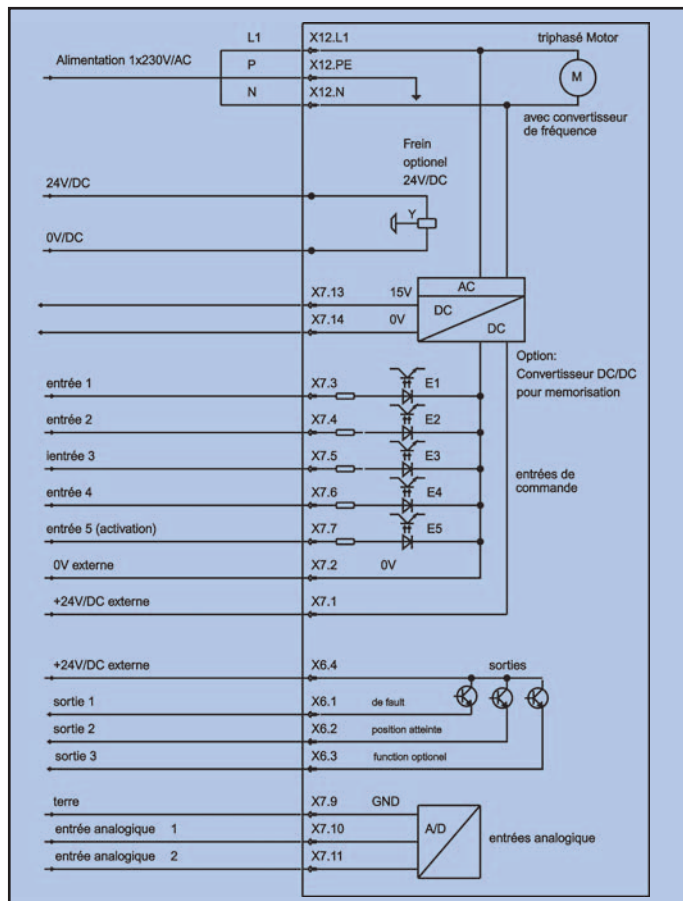 L1 X12.L1 triphasé Motor
Alimentation 1x230V/AC P X12.PE M
N X12.N
avec convertisseur
de fréquence
Frein
optionel
24V/DC
24V/DC
Y
0V/DC
AC
X7.13 15V
DC
X7.14 0V
DC
Option:
Convertisseur DC/DC
pour memorisation
entrée 1 X7.3 E1
entrée 2 X7.4 E2
ientrée 3 X7.5 E3
entrées de
commande
entrée 4 X7.6 E4
entrée 5 (activation) X7.7 E5
0V externe X7.2 0V
+24V/DC externe X7.1
+24V/DC externe X6.4 sorties
sortie 1 X6.1 de fault
sortie 2 X6.2 position atteinte
sortie 3 X6.3 function optionel
terre X7.9 GND
entrée analogique 1 X7.10 A/D entrées analogique
entrée analogique 2 X7.11